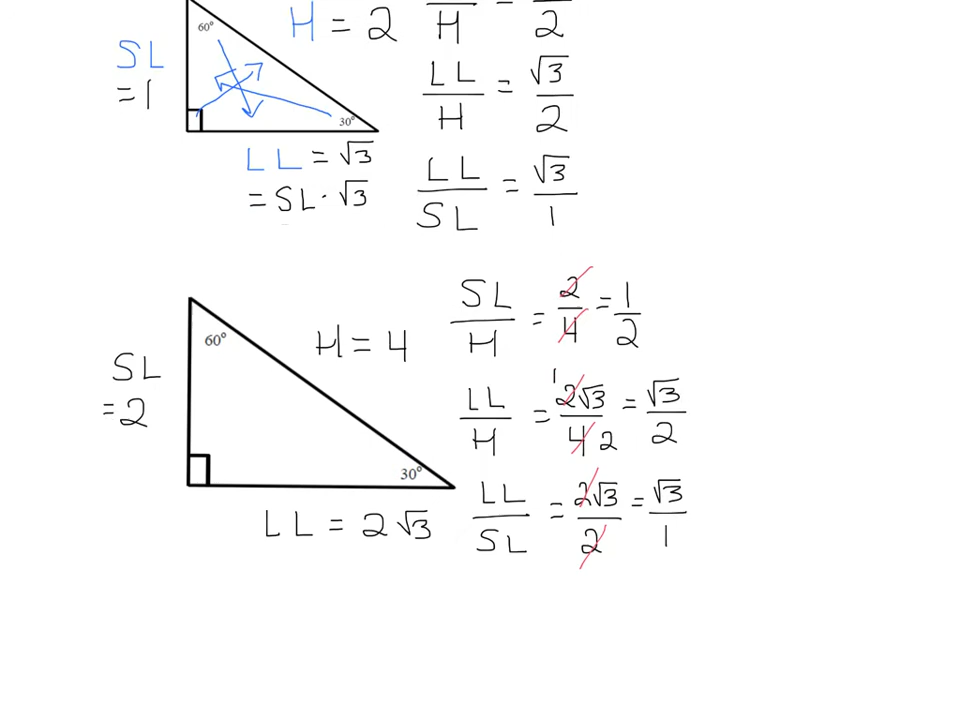 60°
H = 2
H
2
SL
= 1
LL/H = √3/2
30°
LL = √3
= SL · √3
LL/SL = √3/1
SL/H = 2/4 = 1/2
60°
H = 4
SL
= 2
1
LL/H = 2√3/4 2 = √3/2
30°
LL/SL = 2√3/2 = √3/1
LL = 2√3